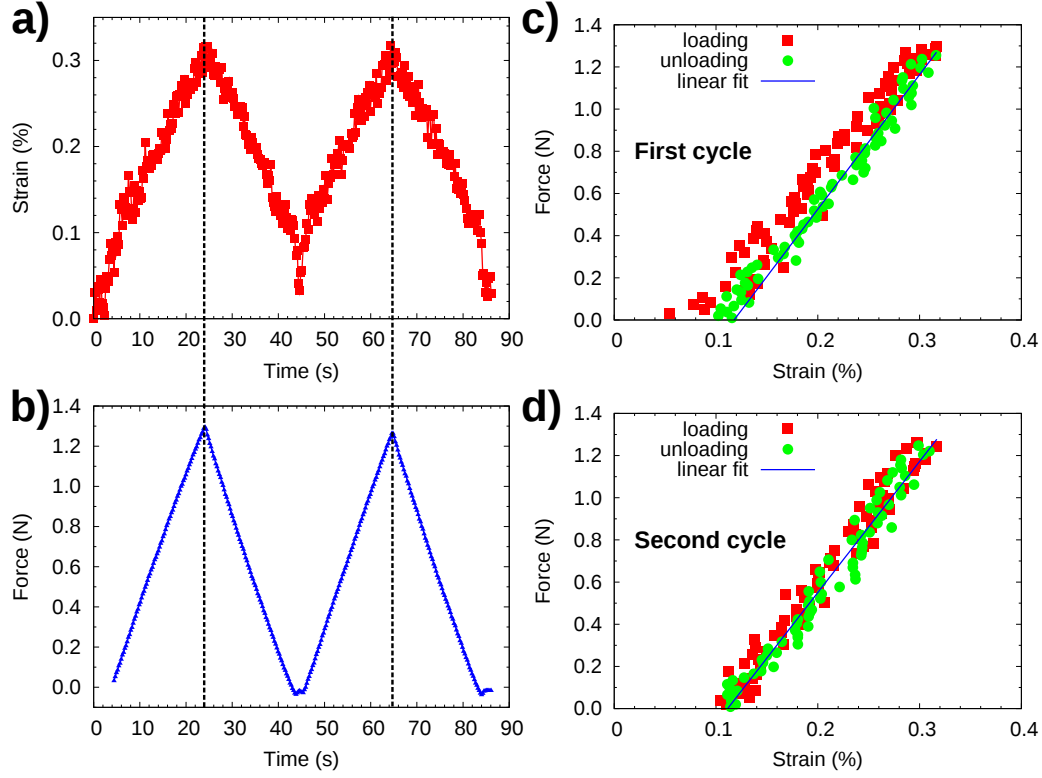 a)
Strain (%)
0.3
0.2
0.1
0.0
0 10 20 30 40 50 60 70 80 90
Time (s)
b)
Force (N)
1.4
1.2
1.0
0.8
0.6
0.4
0.2
0.0
0 10 20 30 40 50 60 70 80 90
Time (s)
c)
Force (N)
1.4
1.2
1.0
0.8
0.6
0.4
0.2
0.0
loading
unloading
linear fit
First cycle
0 0.1 0.2 0.3 0.4
Strain (%)
d)
Force (N)
1.4
1.2
1.0
0.8
0.6
0.4
0.2
0.0
loading
unloading
linear fit
Second cycle
0 0.1 0.2 0.3 0.4
Strain (%)